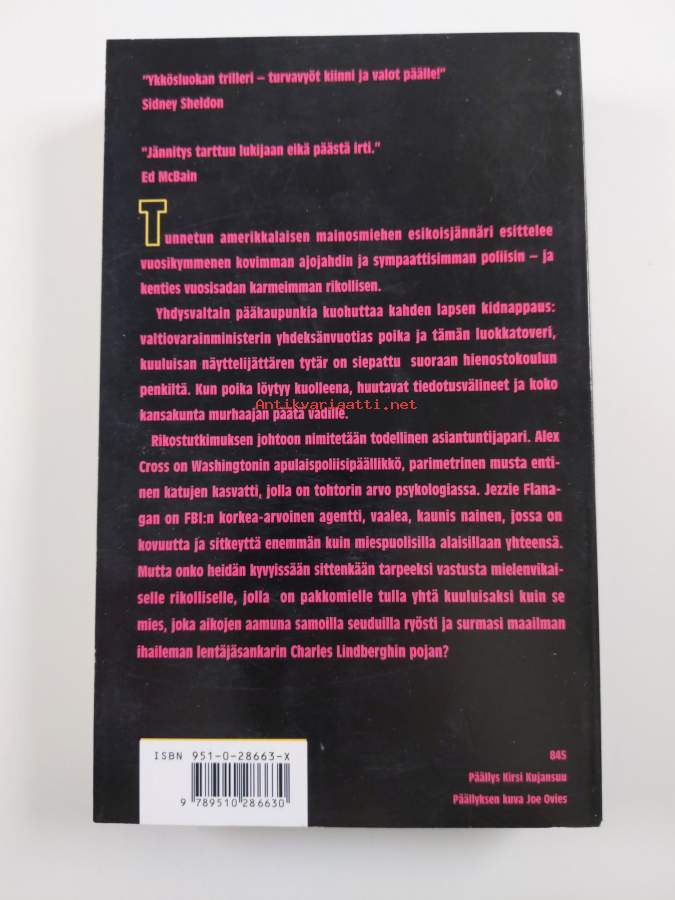 "Ykkösluokan trilleri – turvavyöt kiinni ja valot päälle!"
Sidney Sheldon
"Jännitys tarttuu lukijaan eikä päästä irti."
Ed McBain
Tunnetun amerikkalaisen mainosmiehen esikoisjännäri esittelee
vuosikymmenen kovimman ajojahdin ja sympaattisimman poliisin – ja
kenties vuosisadan karmeimman rikollisen.
Yhdysvaltain pääkaupunkia kuohuttaa kahden lapsen kidnappaus:
valtiovarainministerin yhdeksänvuotias poika ja tämän luokkatoveri,
kuuluisan näyttelijättären tytär on siepattu suoraan hienostokoulun
penkiltä. Kun poika löytyy kuolleena, huutavat tiedotusvälineet ja koko
Antikvariaatti.net
kansakunta murhaajan päätä vadille.
Rikostutkimuksen johtoon nimitetään todellinen asiantuntijapari. Alex
Cross on Washingtonin apulaispoliisipäällikkö, parimetrinen musta enti-
nen katujen kasvatti, jolla on tohtorin arvo psykologiassa. Jezzie Flana-
gan on FBI:n korkea-arvoinen agentti, vaalea, kaunis nainen, jossa on
kovuutta ja sitkeyttä enemmän kuin miespuolisilla alaisillaan yhteensä.
Mutta onko heidän kyvyissään sittenkään tarpeeksi vastusta mielenvikai-
selle rikolliselle, jolla on pakkomielle tulla yhtä kuuluisaksi kuin se
mies, joka aikojen aamuna samoilla seuduilla ryösti ja surmasi maailman
ihaileman lentäjäsankarin Charles Lindberghin pojan?
ISBN 951-0-28663-X
9 789510 286630
845
Päällys Kirsi Kujansuu
Päällyksen kuva Joe Ovies